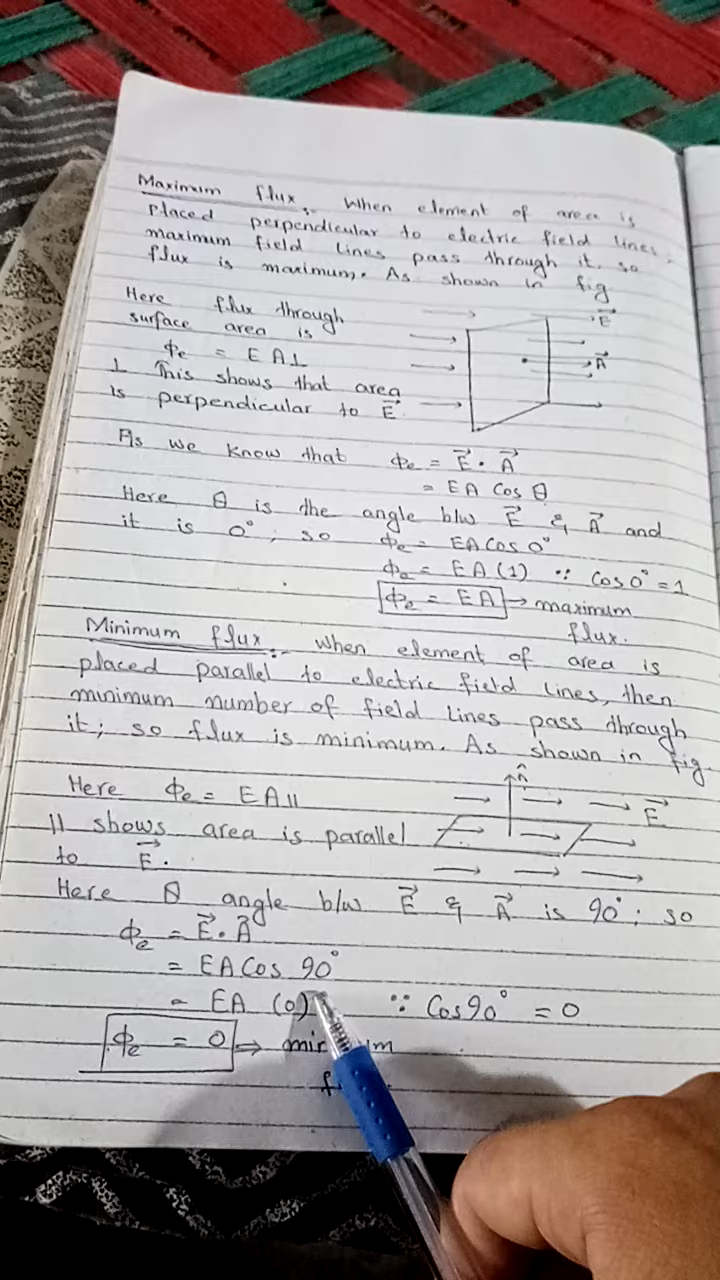 Maximum flux:- When element of area is
placed perpendicular to electric field lines,
maximum field lines pass through it, so
flux is maximum. As shown in fig
Here flux through
surface area is
Φe = EA⊥
⊥ This shows that area
is perpendicular to E⃗.
E⃗
A⃗
As we know that Φe = E⃗ · A⃗
= EA Cos θ
Here θ is the angle b/w E⃗ & A⃗ and
it is 0°, so Φe = EA Cos 0°
Φe = EA (1) ∵ Cos 0° = 1
Φe = EA → maximum
flux.
Minimum flux:- When element of area is
placed parallel to electric field lines, then
minimum number of field lines pass through
it; so flux is minimum. As shown in fig.
Here Φe = EA||
|| shows area is parallel
to E⃗.
n̂
E⃗
Here θ angle b/w E⃗ & A⃗ is 90°; so
Φe = E⃗ · A⃗
= EA Cos 90°
= EA (0) ∵ Cos 90° = 0
Φe = 0 →